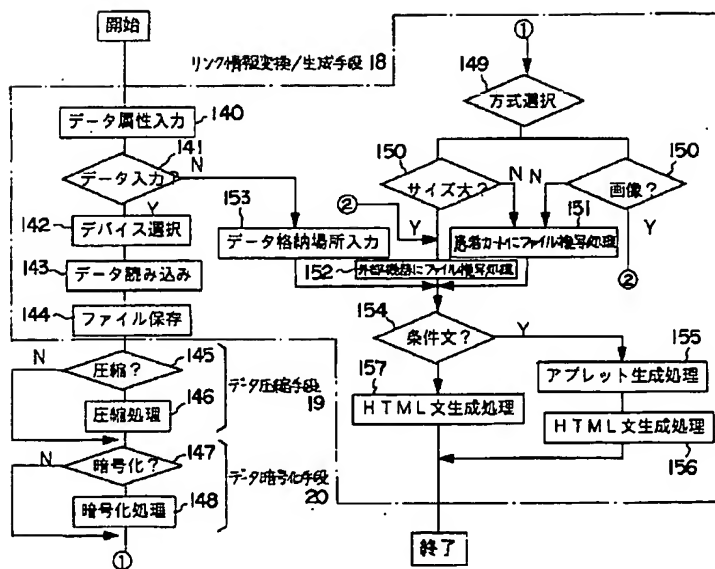 開始
リンク情報変換/生成手段 18
データ属性入力
140
141
データ入力?
N
Y
142
デバイス選択
143
データ読み込み
144
ファイル保存
N
圧縮?
145
圧縮処理
146
データ圧縮手段
19
N
暗号化?
147
暗号化処理
148
データ暗号化手段
20
①
153
データ格納場所入力
①
149
方式選択
150
サイズ大?
N
Y
N
150
画像?
Y
②
②
151
患者カードにファイル複写処理
152
外部機器にファイル複写処理
154
条件文?
Y
155
アプレット生成処理
157
HTML文生成処理
HTML文生成処理
156
終了